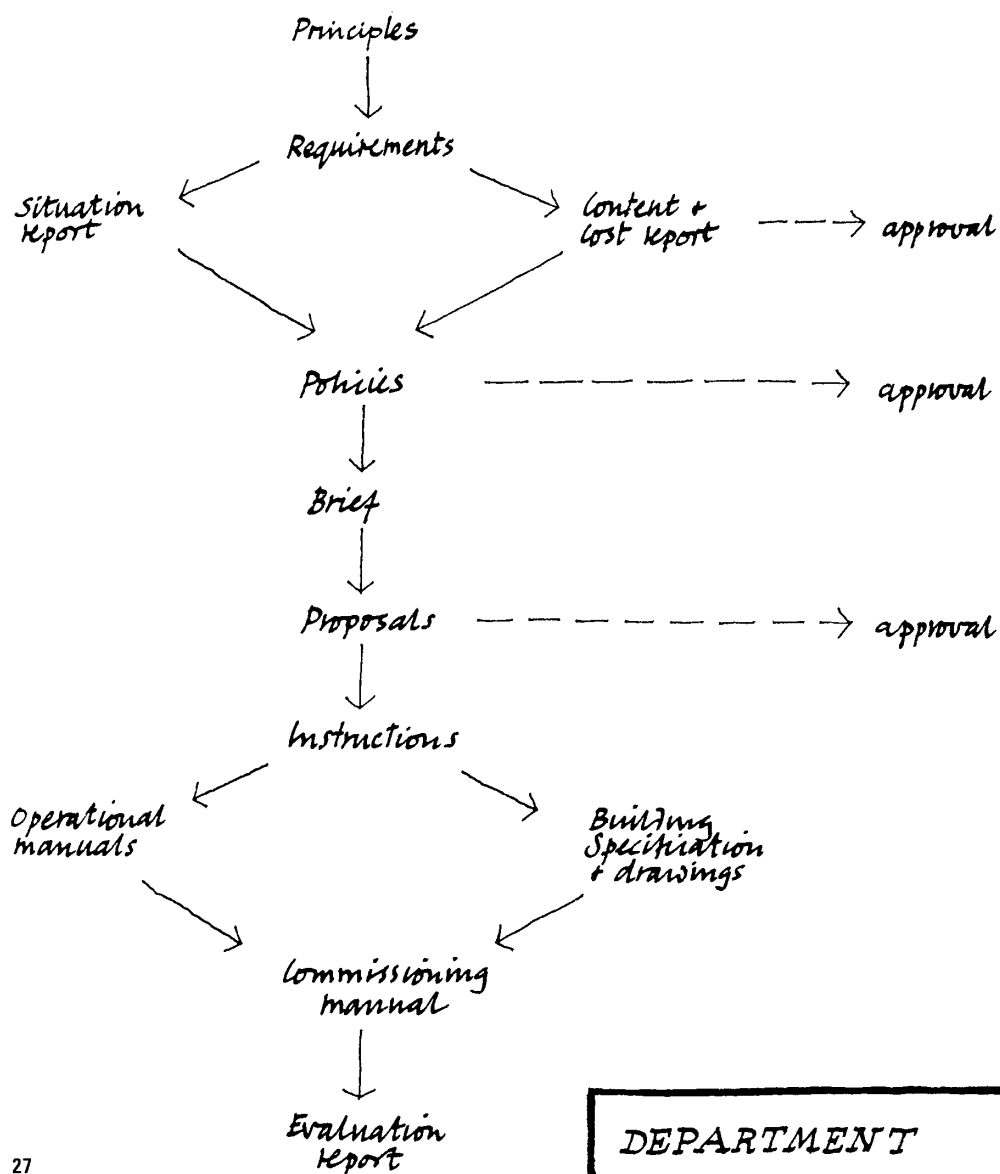 Principles
Requirements
Situation
report
Content +
Cost report
approval
Policies
approval
Brief
Proposals
approval
Instructions
Operational
manuals
Building
Specification
+ drawings
Commissioning
manual
Evaluation
report
27
DEPARTMENT